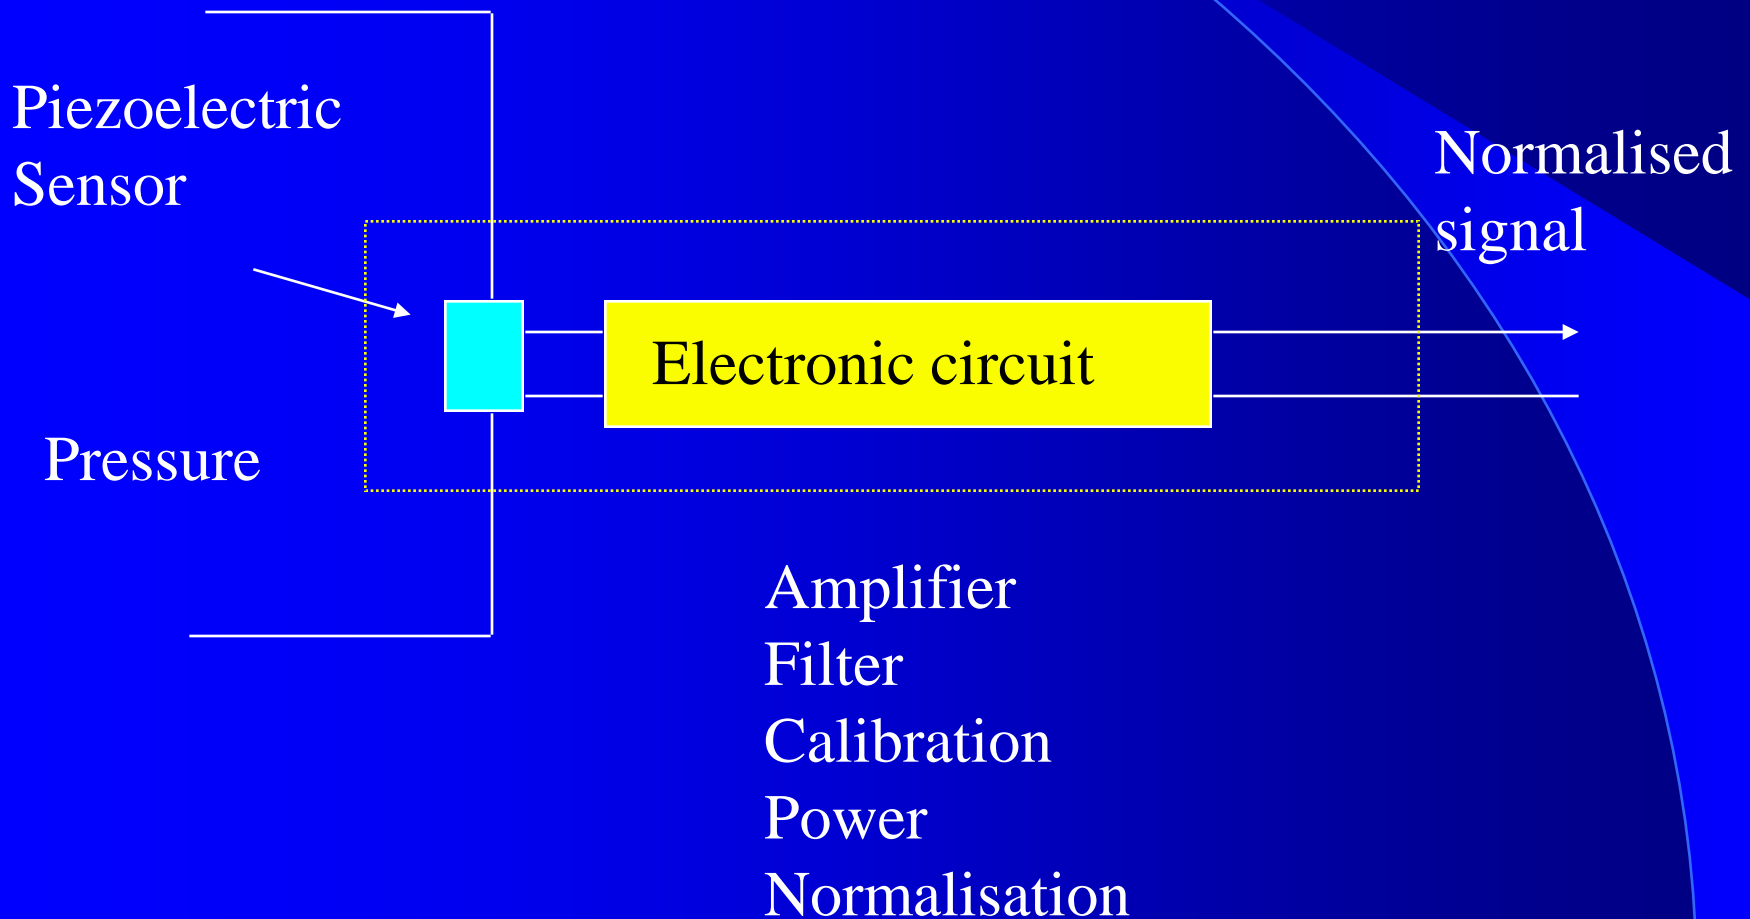 Piezoelectric
Sensor
Normalised
signal
Electronic circuit
Pressure
Amplifier
Filter
Calibration
Power
Normalisation